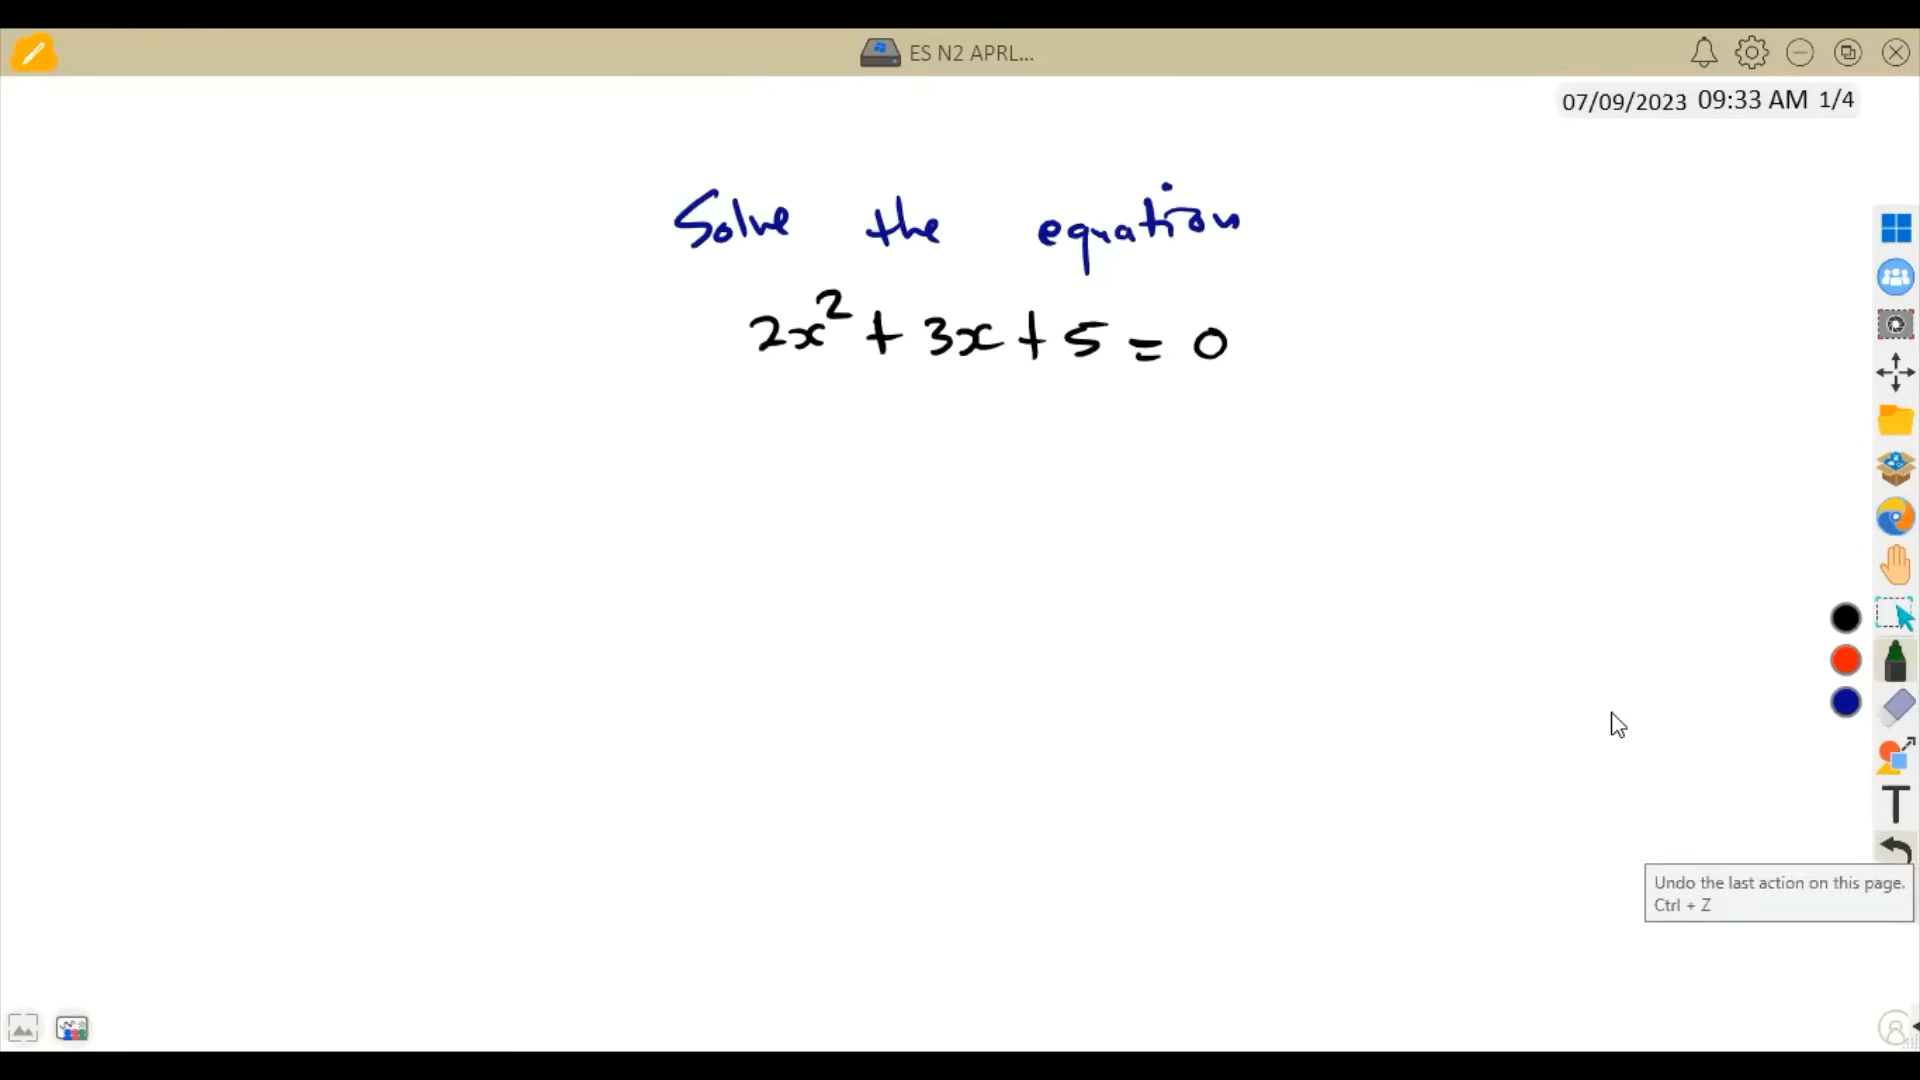 ES N2 APRL...
07/09/2023 09:33 AM 1/4
Solve the equation
2x² + 3x + 5 = 0
T
Undo the last action on this page.
Ctrl + Z